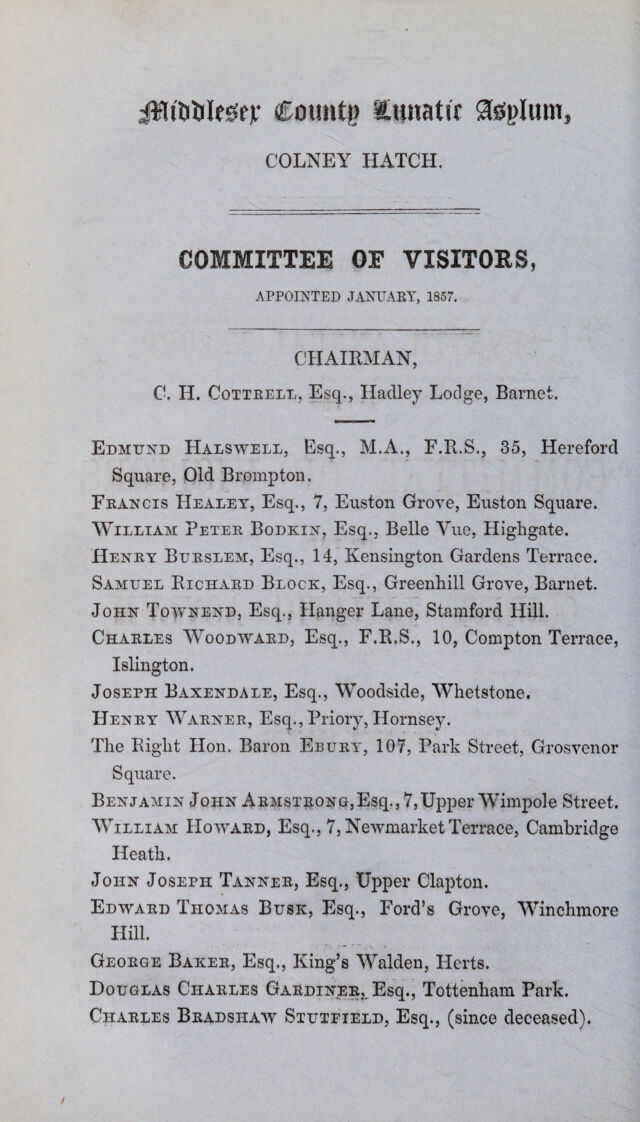 Middlesex County Lunatic Asylum,
COLNEY HATCH.
COMMITTEE OF VISITORS,
APPOINTED JANUARY, 1857.
CHAIRMAN,
C. H. COTTRELL, Esq., Hadley Lodge, Barnet.
EDMUND HALSWELL, Esq., M.A., F.R.S., 35, Hereford
Square, Old Brompton.
FRANCIS HEALEY, Esq., 7, Euston Grove, Euston Square.
WILLIAM PETER BODKIN, Esq., Belle Vue, Highgate.
HENRY BURSLEM, Esq., 14, Kensington Gardens Terrace.
SAMUEL RICHARD BLOCK, Esq., Greenhill Grove, Barnet.
JOHN TOWNEND, Esq., Hanger Lane, Stamford Hill.
CHARLES WOODWARD, Esq., F.R.S., 10, Compton Terrace,
Islington.
JOSEPH BAXENDALE, Esq., Woodside, Whetstone.
HENRY WARNER, Esq., Priory, Hornsey.
The Right Hon. Baron EBURY, 107, Park Street, Grosvenor
Square.
BENJAMIN JOHN ARMSTRONG, Esq., 7, Upper Wimpole Street.
WILLIAM HOWARD, Esq., 7, Newmarket Terrace, Cambridge
Heath.
JOHN JOSEPH TANNER, Esq., Upper Clapton.
EDWARD THOMAS BUSK, Esq., Ford's Grove, Winchmore
Hill.
GEORGE BAKER, Esq., King's Walden, Herts.
DOUGLAS CHARLES GARDINER, Esq., Tottenham Park.
CHARLES BRADSHAW STUTFIELD, Esq., (since deceased).